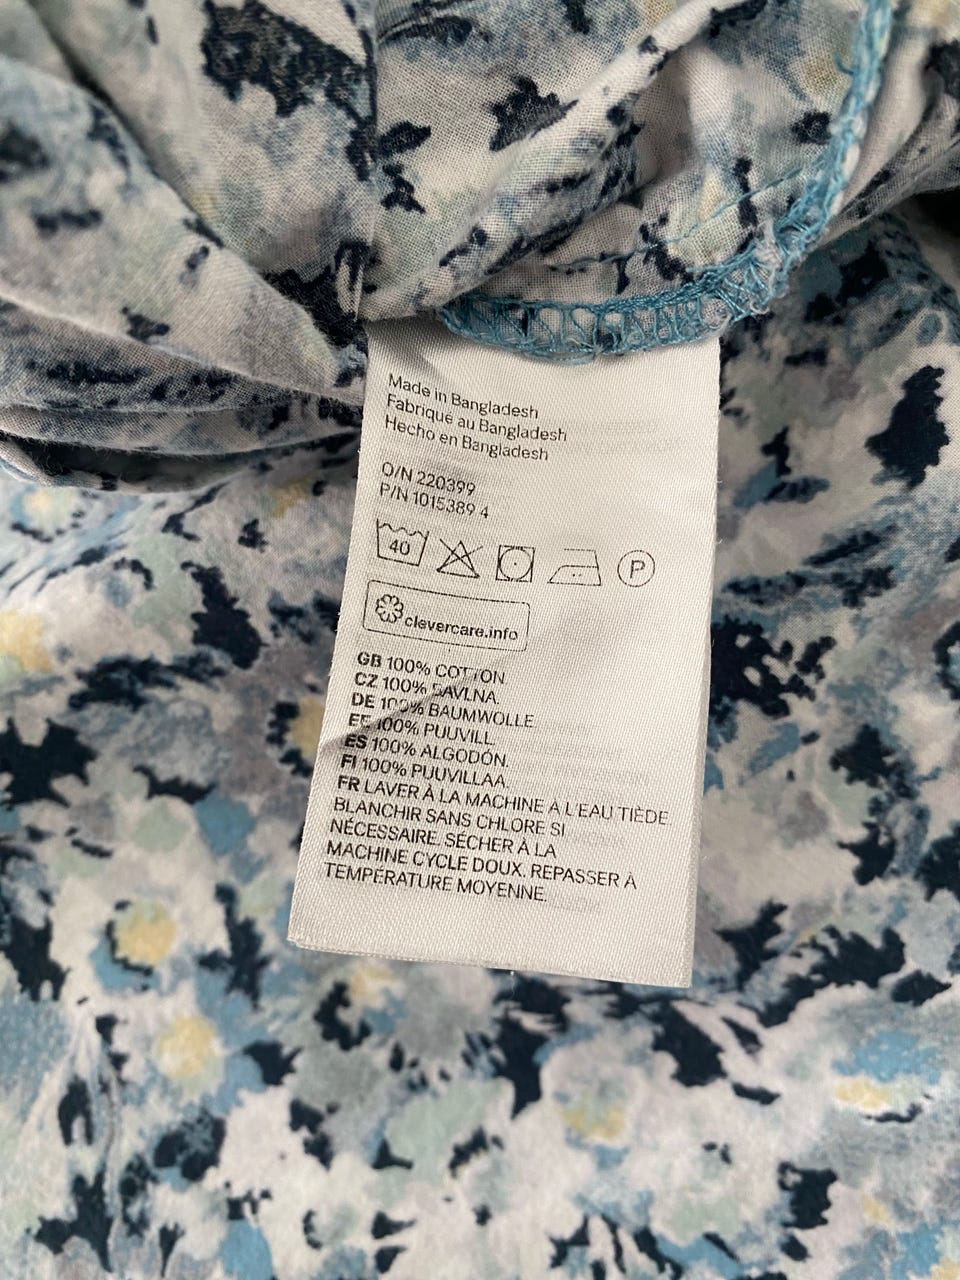 Made in Bangladesh
Fabriqué au Bangladesh
Hecho en Bangladesh
O/N 220399
P/N 1015389 4
40 P
clevercare.info
GB 100% COTTON
CZ 100% BAVLNA.
DE 100% BAUMWOLLE
EE 100% PUUVILL.
ES 100% ALGODON.
FI 100% PUUVILLAA.
FR LAVER À LA MACHINE À L'EAU TIÈDE.
BLANCHIR SANS CHLORE SI
NÉCESSAIRE. SÉCHER À LA
MACHINE CYCLE DOUX. REPASSER À
TEMPÉRATURE MOYENNE.